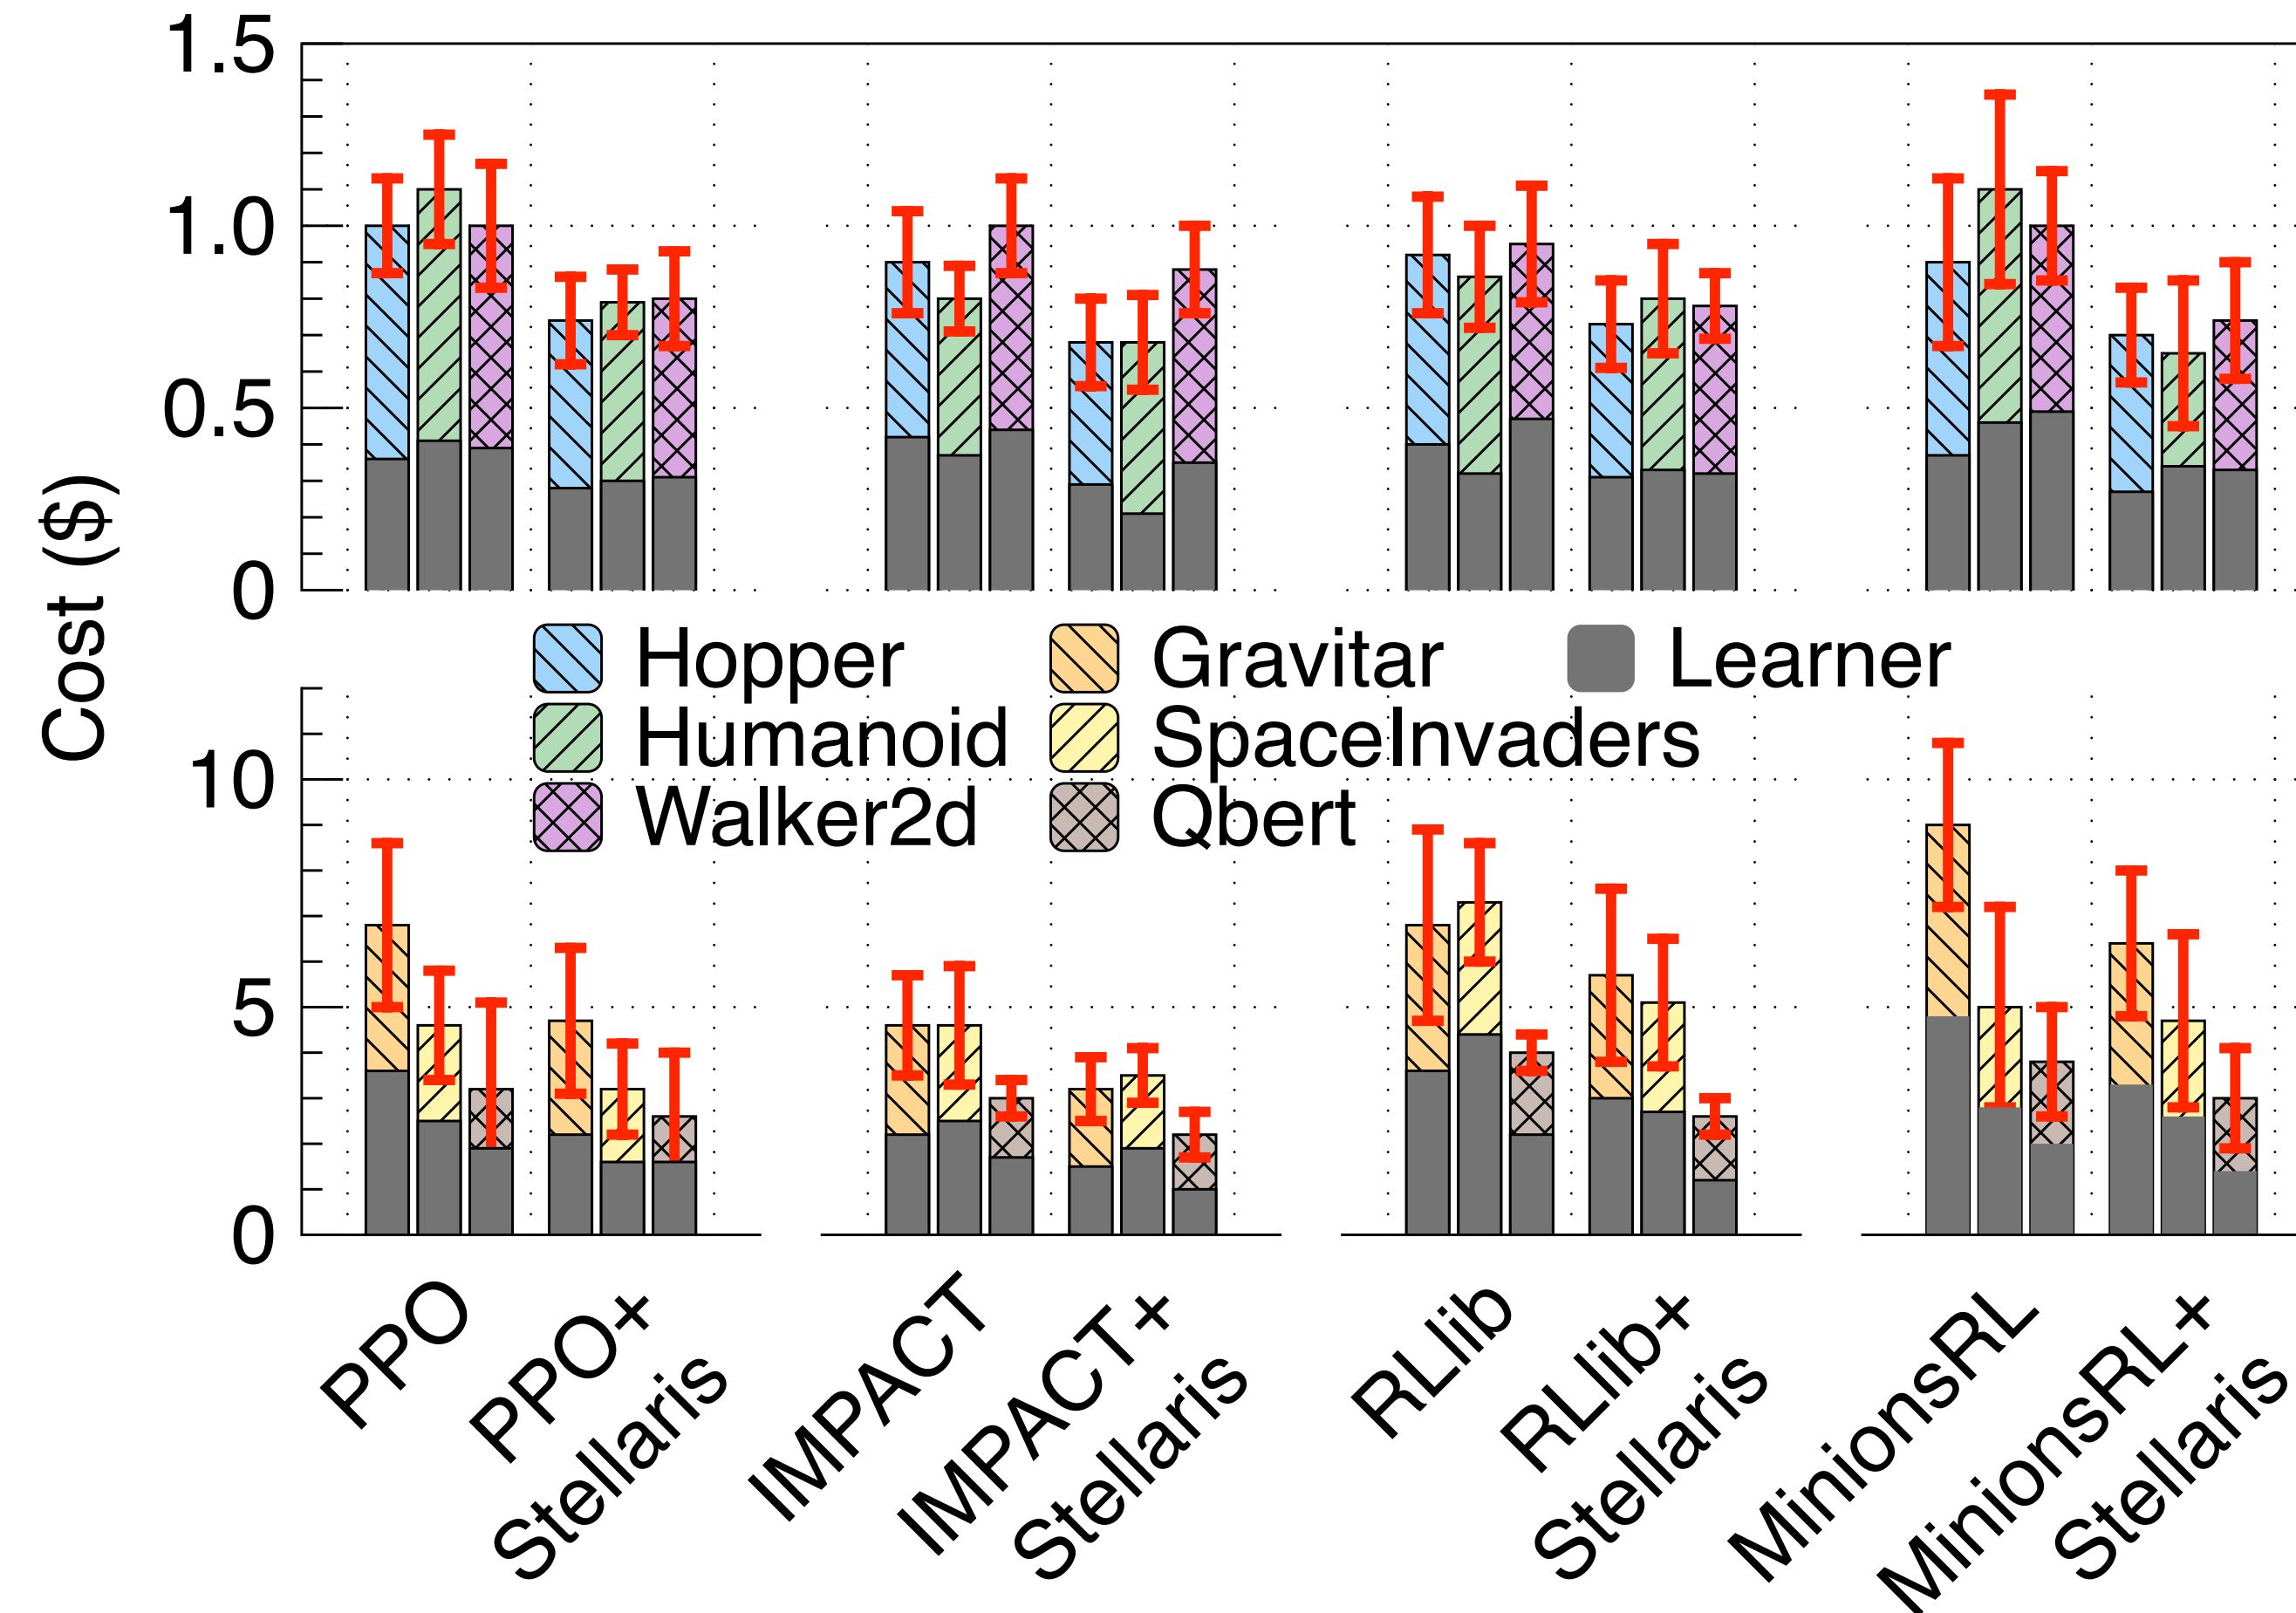 1.5
1.0
0.5
0
Cost ($)
Hopper
Gravitar
Learner
Humanoid
SpaceInvaders
Walker2d
Qbert
10
5
0
PPO
PPO+
Stellaris
IMPACT
IMPACT+
Stellaris
RLlib
RLlib+
Stellaris
MinionsRL
MinionsRL+
Stellaris